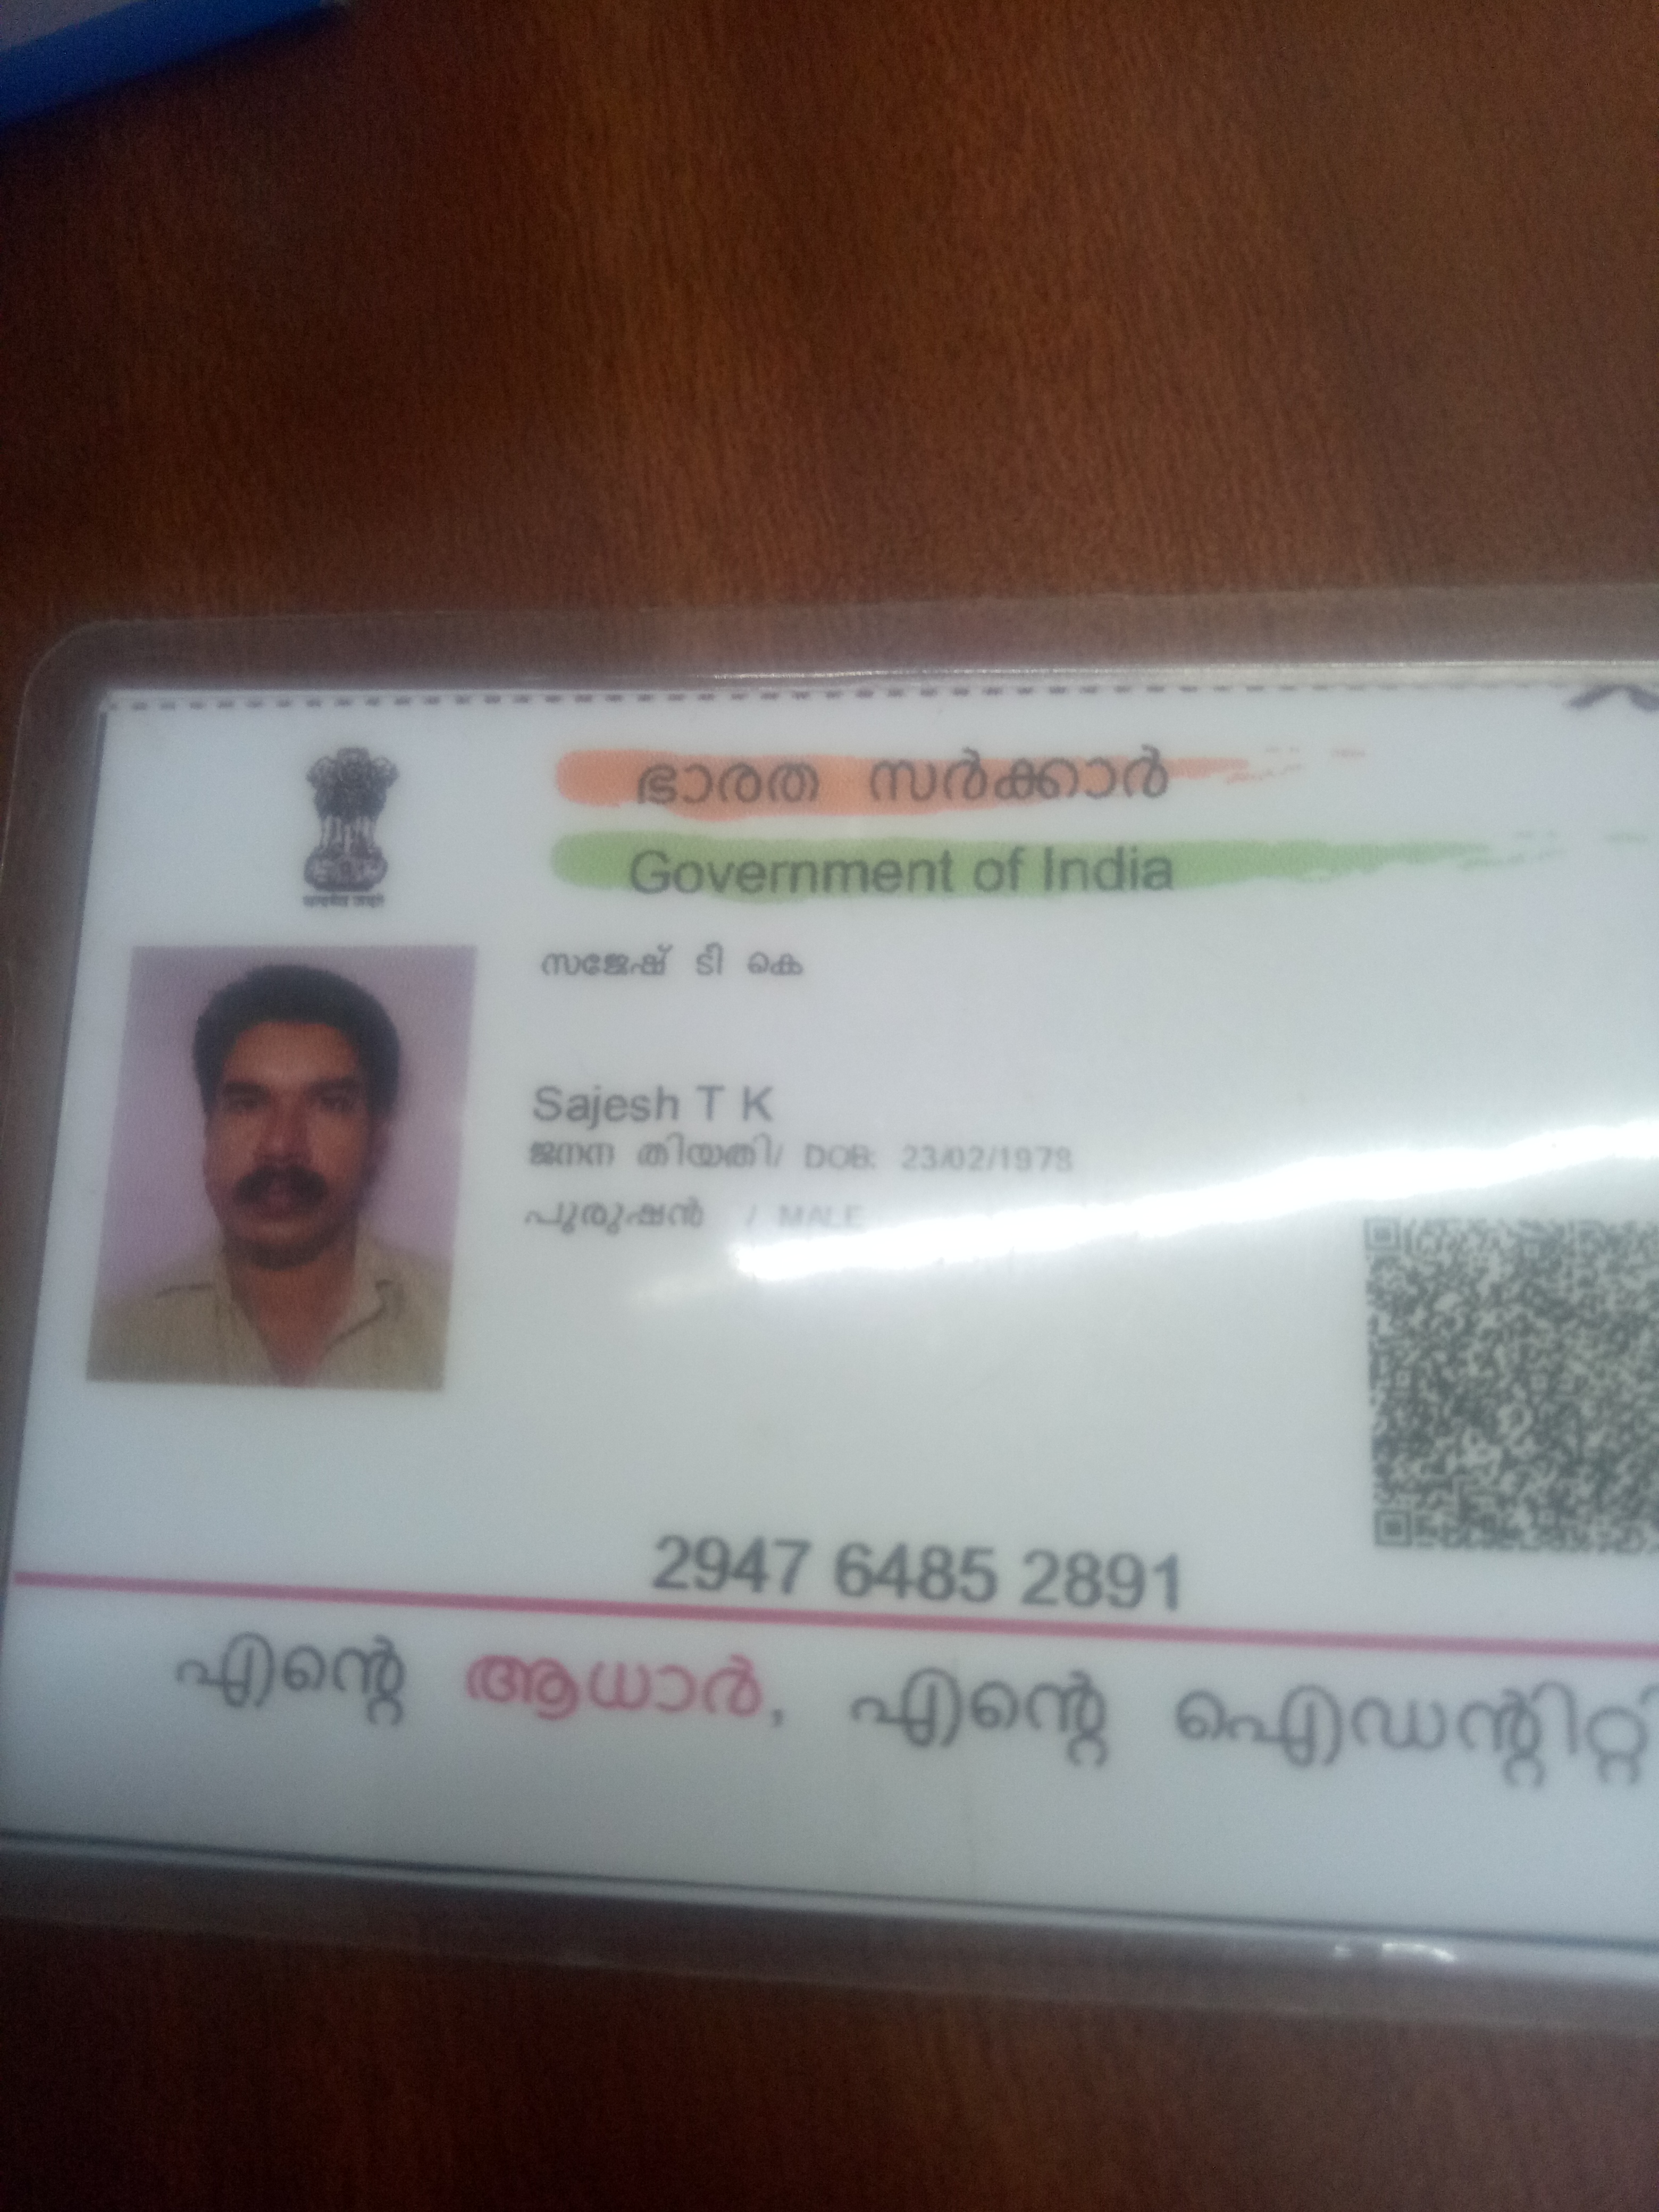 ഭാരത സർക്കാർ
Government of India
സജേഷ് ടി കെ
Sajesh T K
ജനന തിയതി/ DOB: 23/02/1978
പുരുഷൻ / MALE
2947 6485 2891
എന്റെ ആധാർ, എന്റെ